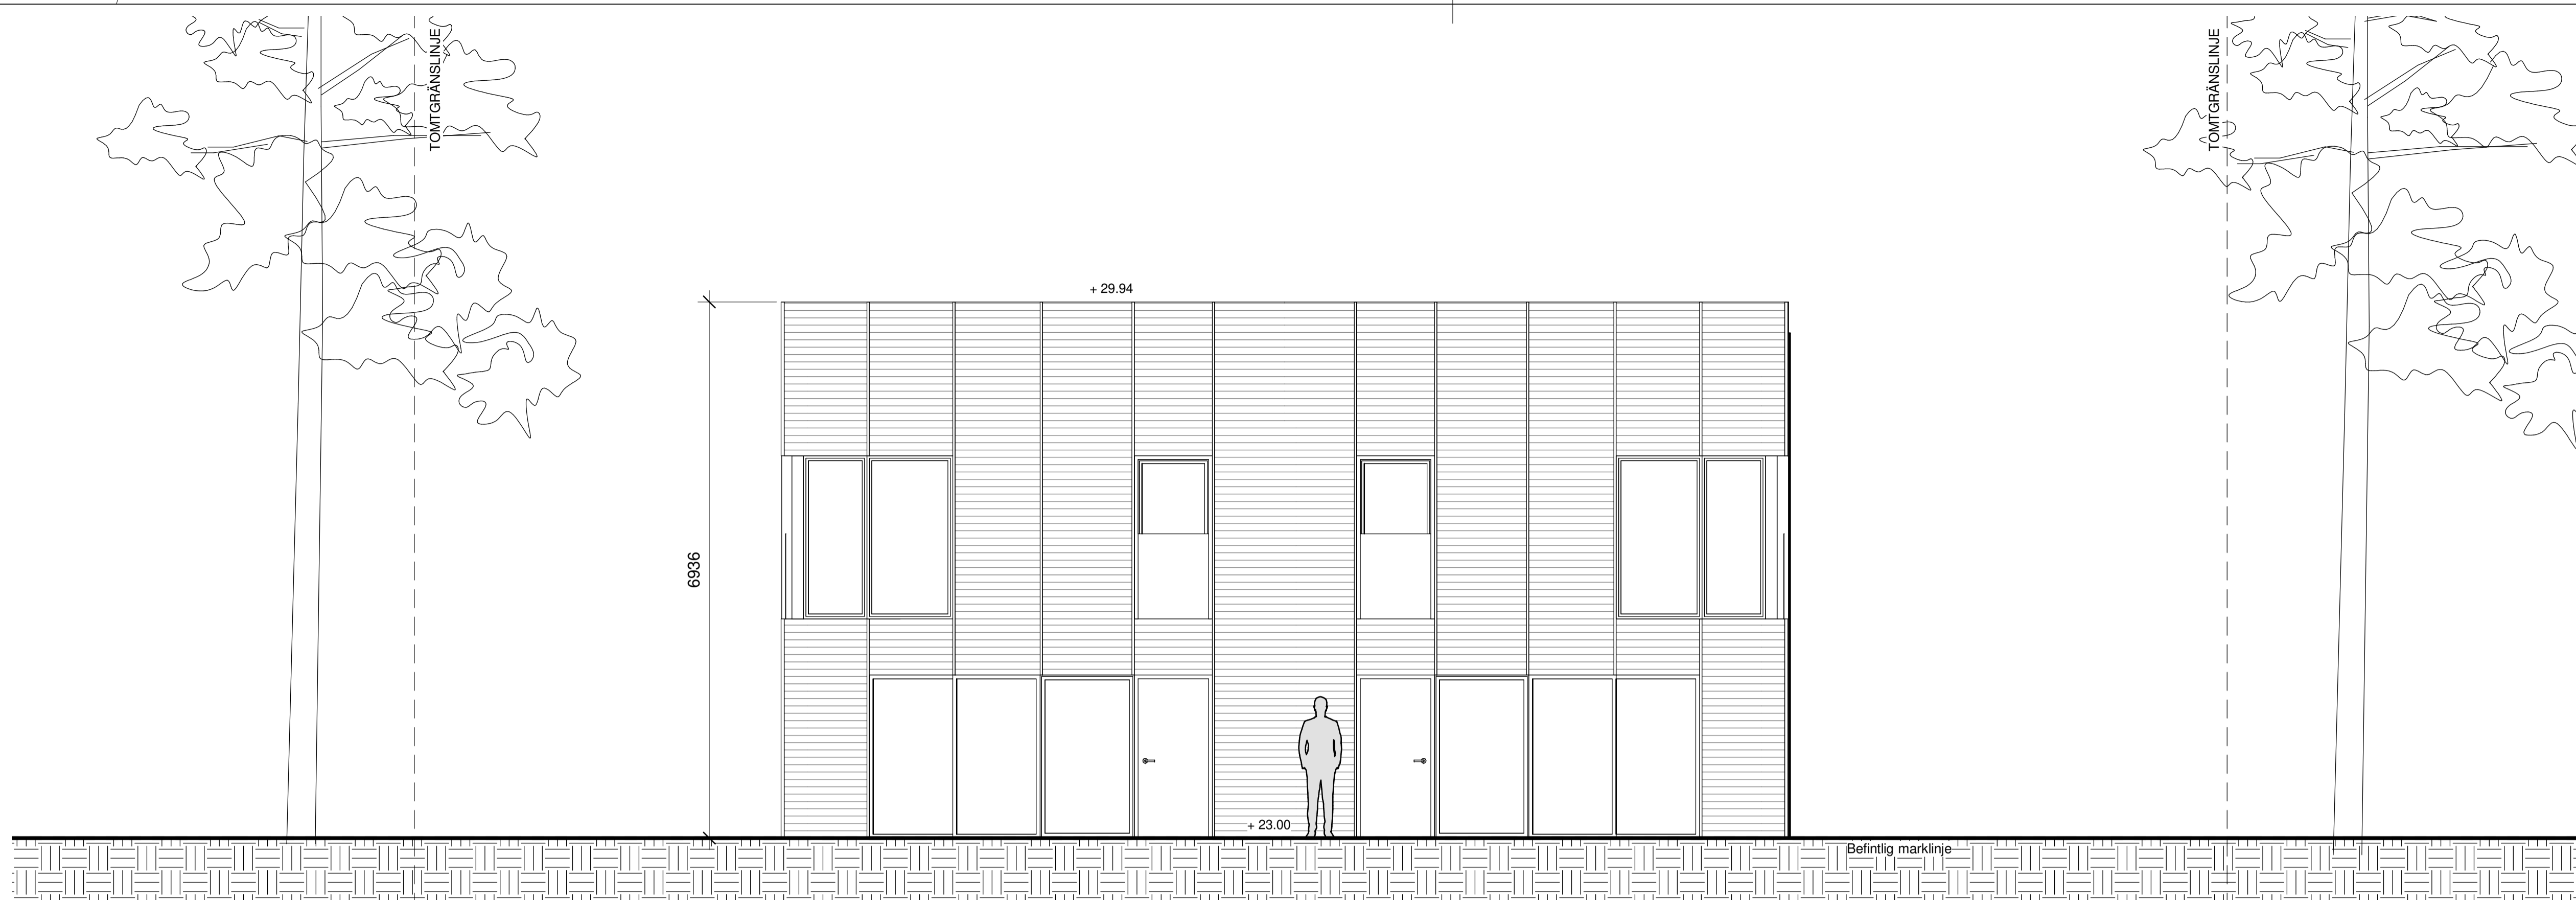 TOMTGRÄNSLINJE
TOMTGRÄNSLINJE
+ 29.94
6936
+ 23.00
Befintlig marklinje